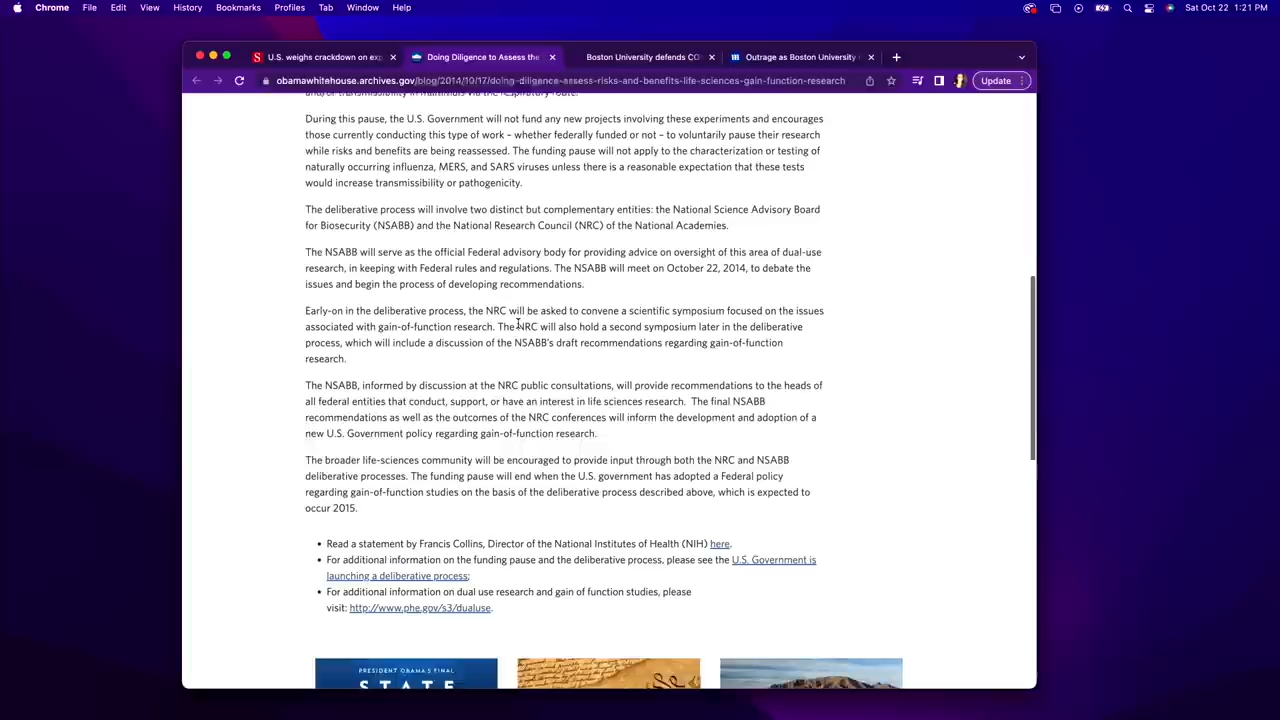 Chrome File Edit View History Bookmarks Profiles Tab Window Help Sat Oct 22 1:21 PM
S U.S. weighs crackdown on exp Doing Diligence to Assess the Boston University defends CO Outrage as Boston University
obamawhitehouse.archives.gov/blog/2014/10/17/doing-diligence-assess-risks-and-benefits-life-sciences-gain-function-research Update
and/or transmissibility in mammals via the respiratory route.
During this pause, the U.S. Government will not fund any new projects involving these experiments and encourages
those currently conducting this type of work – whether federally funded or not – to voluntarily pause their research
while risks and benefits are being reassessed. The funding pause will not apply to the characterization or testing of
naturally occurring influenza, MERS, and SARS viruses unless there is a reasonable expectation that these tests
would increase transmissibility or pathogenicity.
The deliberative process will involve two distinct but complementary entities: the National Science Advisory Board
for Biosecurity (NSABB) and the National Research Council (NRC) of the National Academies.
The NSABB will serve as the official Federal advisory body for providing advice on oversight of this area of dual-use
research, in keeping with Federal rules and regulations. The NSABB will meet on October 22, 2014, to debate the
issues and begin the process of developing recommendations.
Early-on in the deliberative process, the NRC will be asked to convene a scientific symposium focused on the issues
associated with gain-of-function research. The NRC will also hold a second symposium later in the deliberative
process, which will include a discussion of the NSABB's draft recommendations regarding gain-of-function
research.
The NSABB, informed by discussion at the NRC public consultations, will provide recommendations to the heads of
all federal entities that conduct, support, or have an interest in life sciences research. The final NSABB
recommendations as well as the outcomes of the NRC conferences will inform the development and adoption of a
new U.S. Government policy regarding gain-of-function research.
The broader life-sciences community will be encouraged to provide input through both the NRC and NSABB
deliberative processes. The funding pause will end when the U.S. government has adopted a Federal policy
regarding gain-of-function studies on the basis of the deliberative process described above, which is expected to
occur 2015.
• Read a statement by Francis Collins, Director of the National Institutes of Health (NIH) here.
• For additional information on the funding pause and the deliberative process, please see the U.S. Government is
launching a deliberative process;
• For additional information on dual use research and gain of function studies, please
visit: http://www.phe.gov/s3/dualuse.
PRESIDENT OBAMA'S FINAL
STATE